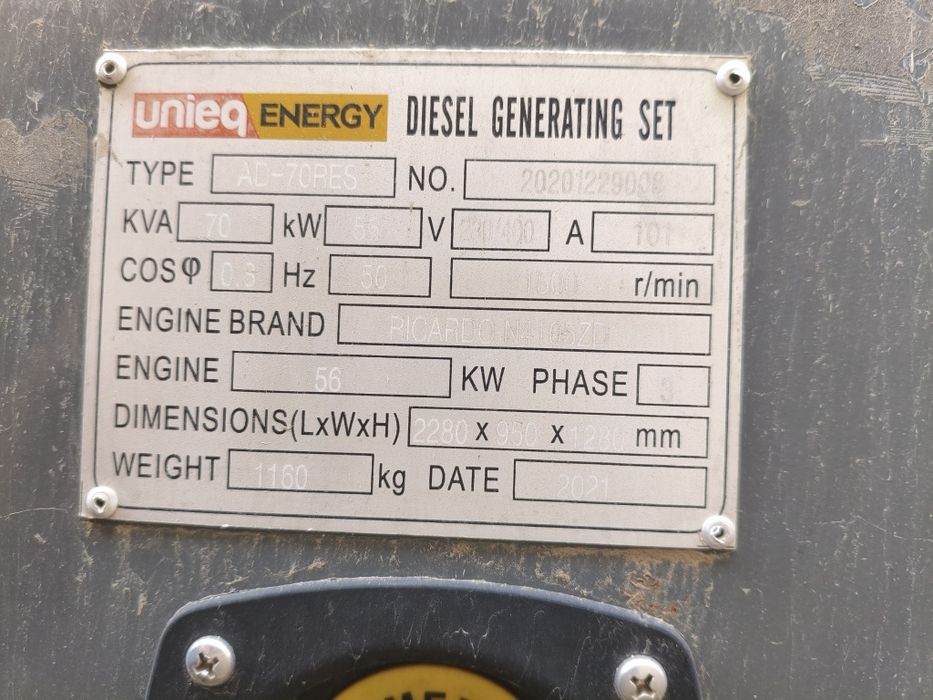 unieq ENERGY DIESEL GENERATING SET
TYPE AD-70RES NO. 20201229008
KVA 70 kW 56 V 230/400 A 101
COSφ 0.8 Hz 50 1500 r/min
ENGINE BRAND RICARDO N4105ZD
ENGINE 56 KW PHASE 3
DIMENSIONS(LxWxH) 2280 x 950 x 1280 mm
WEIGHT 1160 kg DATE 2021